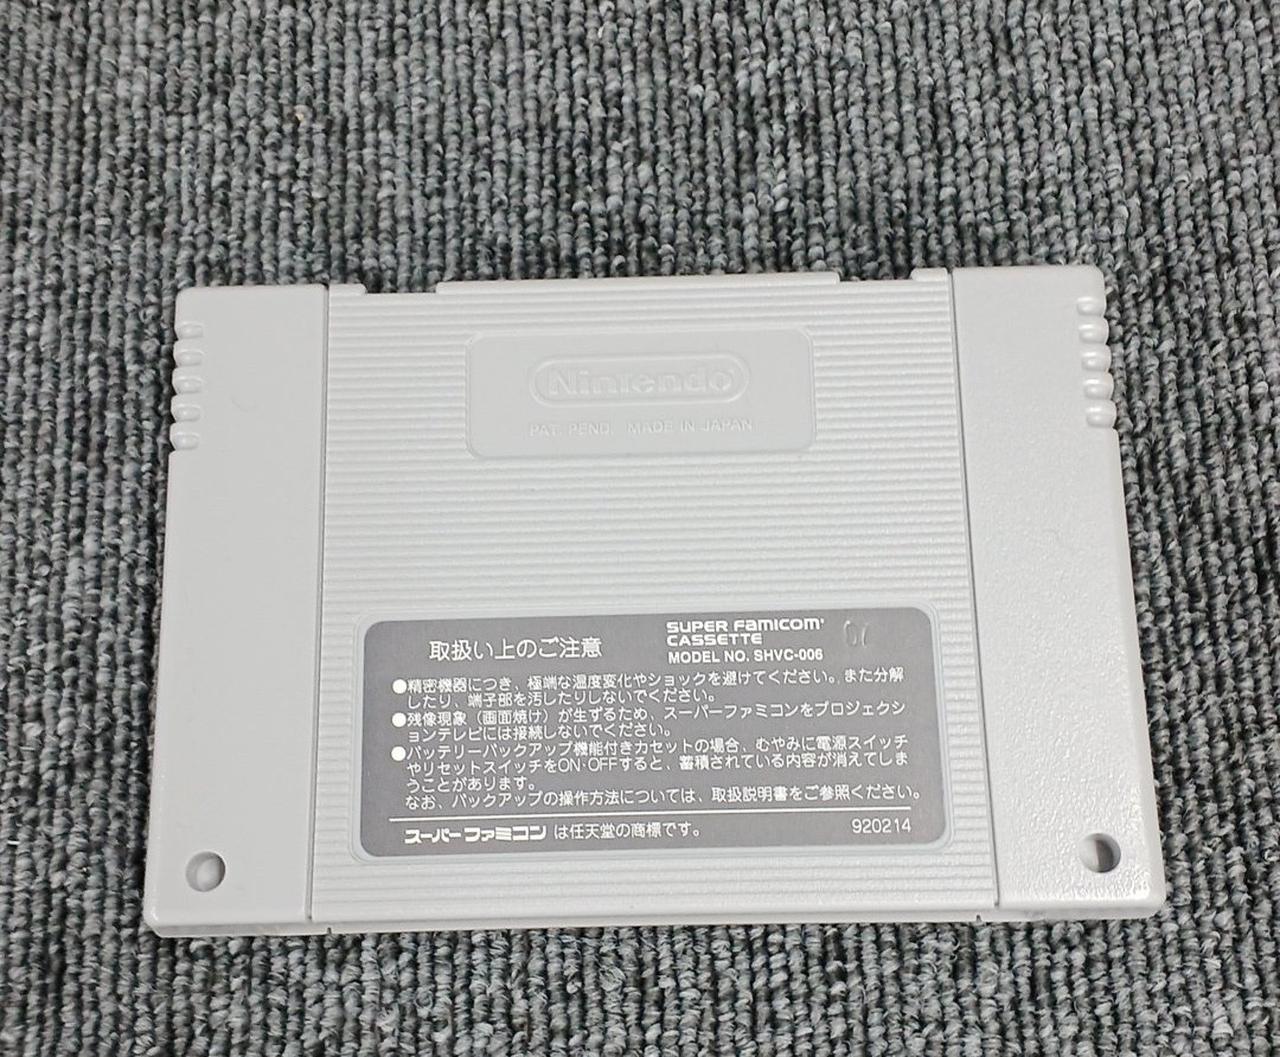 Nintendo
PAT. PEND. MADE IN JAPAN
取扱い上のご注意
SUPER FAMICOM
CASSETTE
MODEL NO. SHVC-006
●精密機器につき、極端な温度変化やショックを避けてください。また分解
したり、端子部を汚したりしないでください。
●残像現象(画面焼け)が生ずるため、スーパーファミコンをプロジェクシ
ョンテレビには接続しないでください。
●バッテリーバックアップ機能付きカセットの場合、むやみに電源スイッチ
やリセットスイッチをON·OFFすると、蓄積されている内容が消えてしま
うことがあります。
なお、バックアップの操作方法については、取扱説明書をご参照ください。
スーパーファミコンは任天堂の商標です。
920214